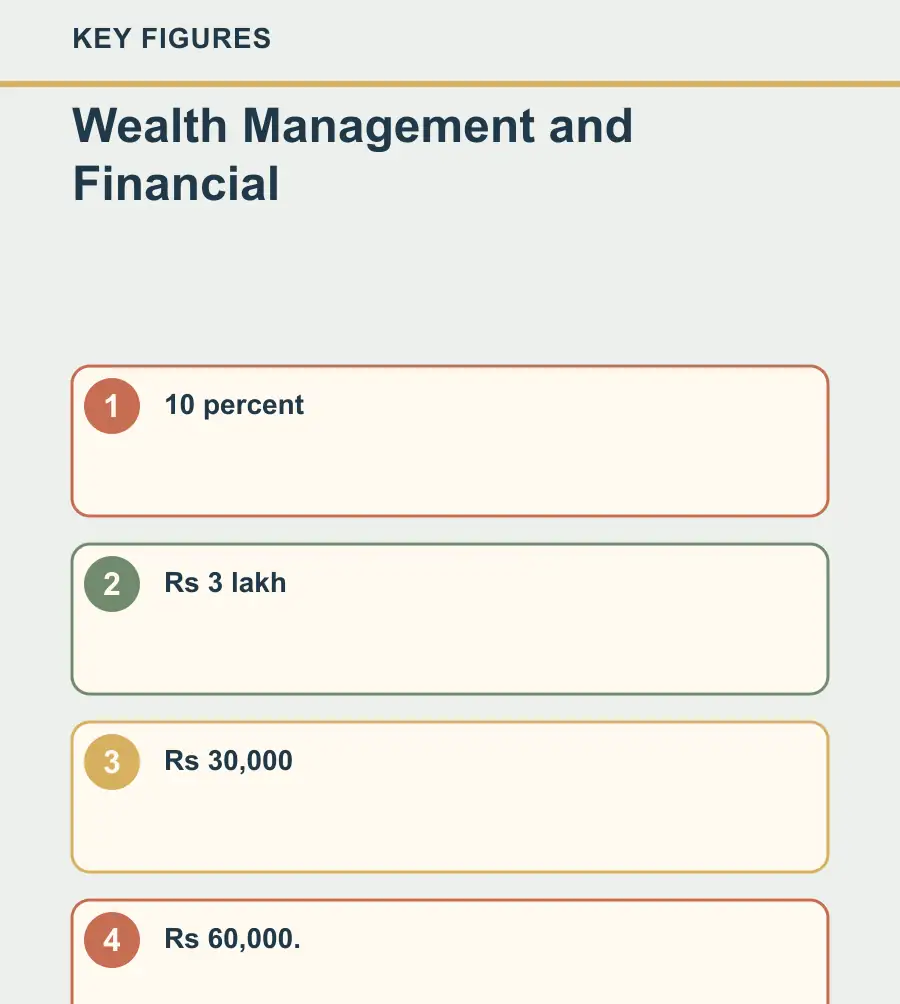 KEY FIGURES
Wealth Management and
Financial
1 10 percent
2 Rs 3 lakh
3 Rs 30,000
4 Rs 60,000.